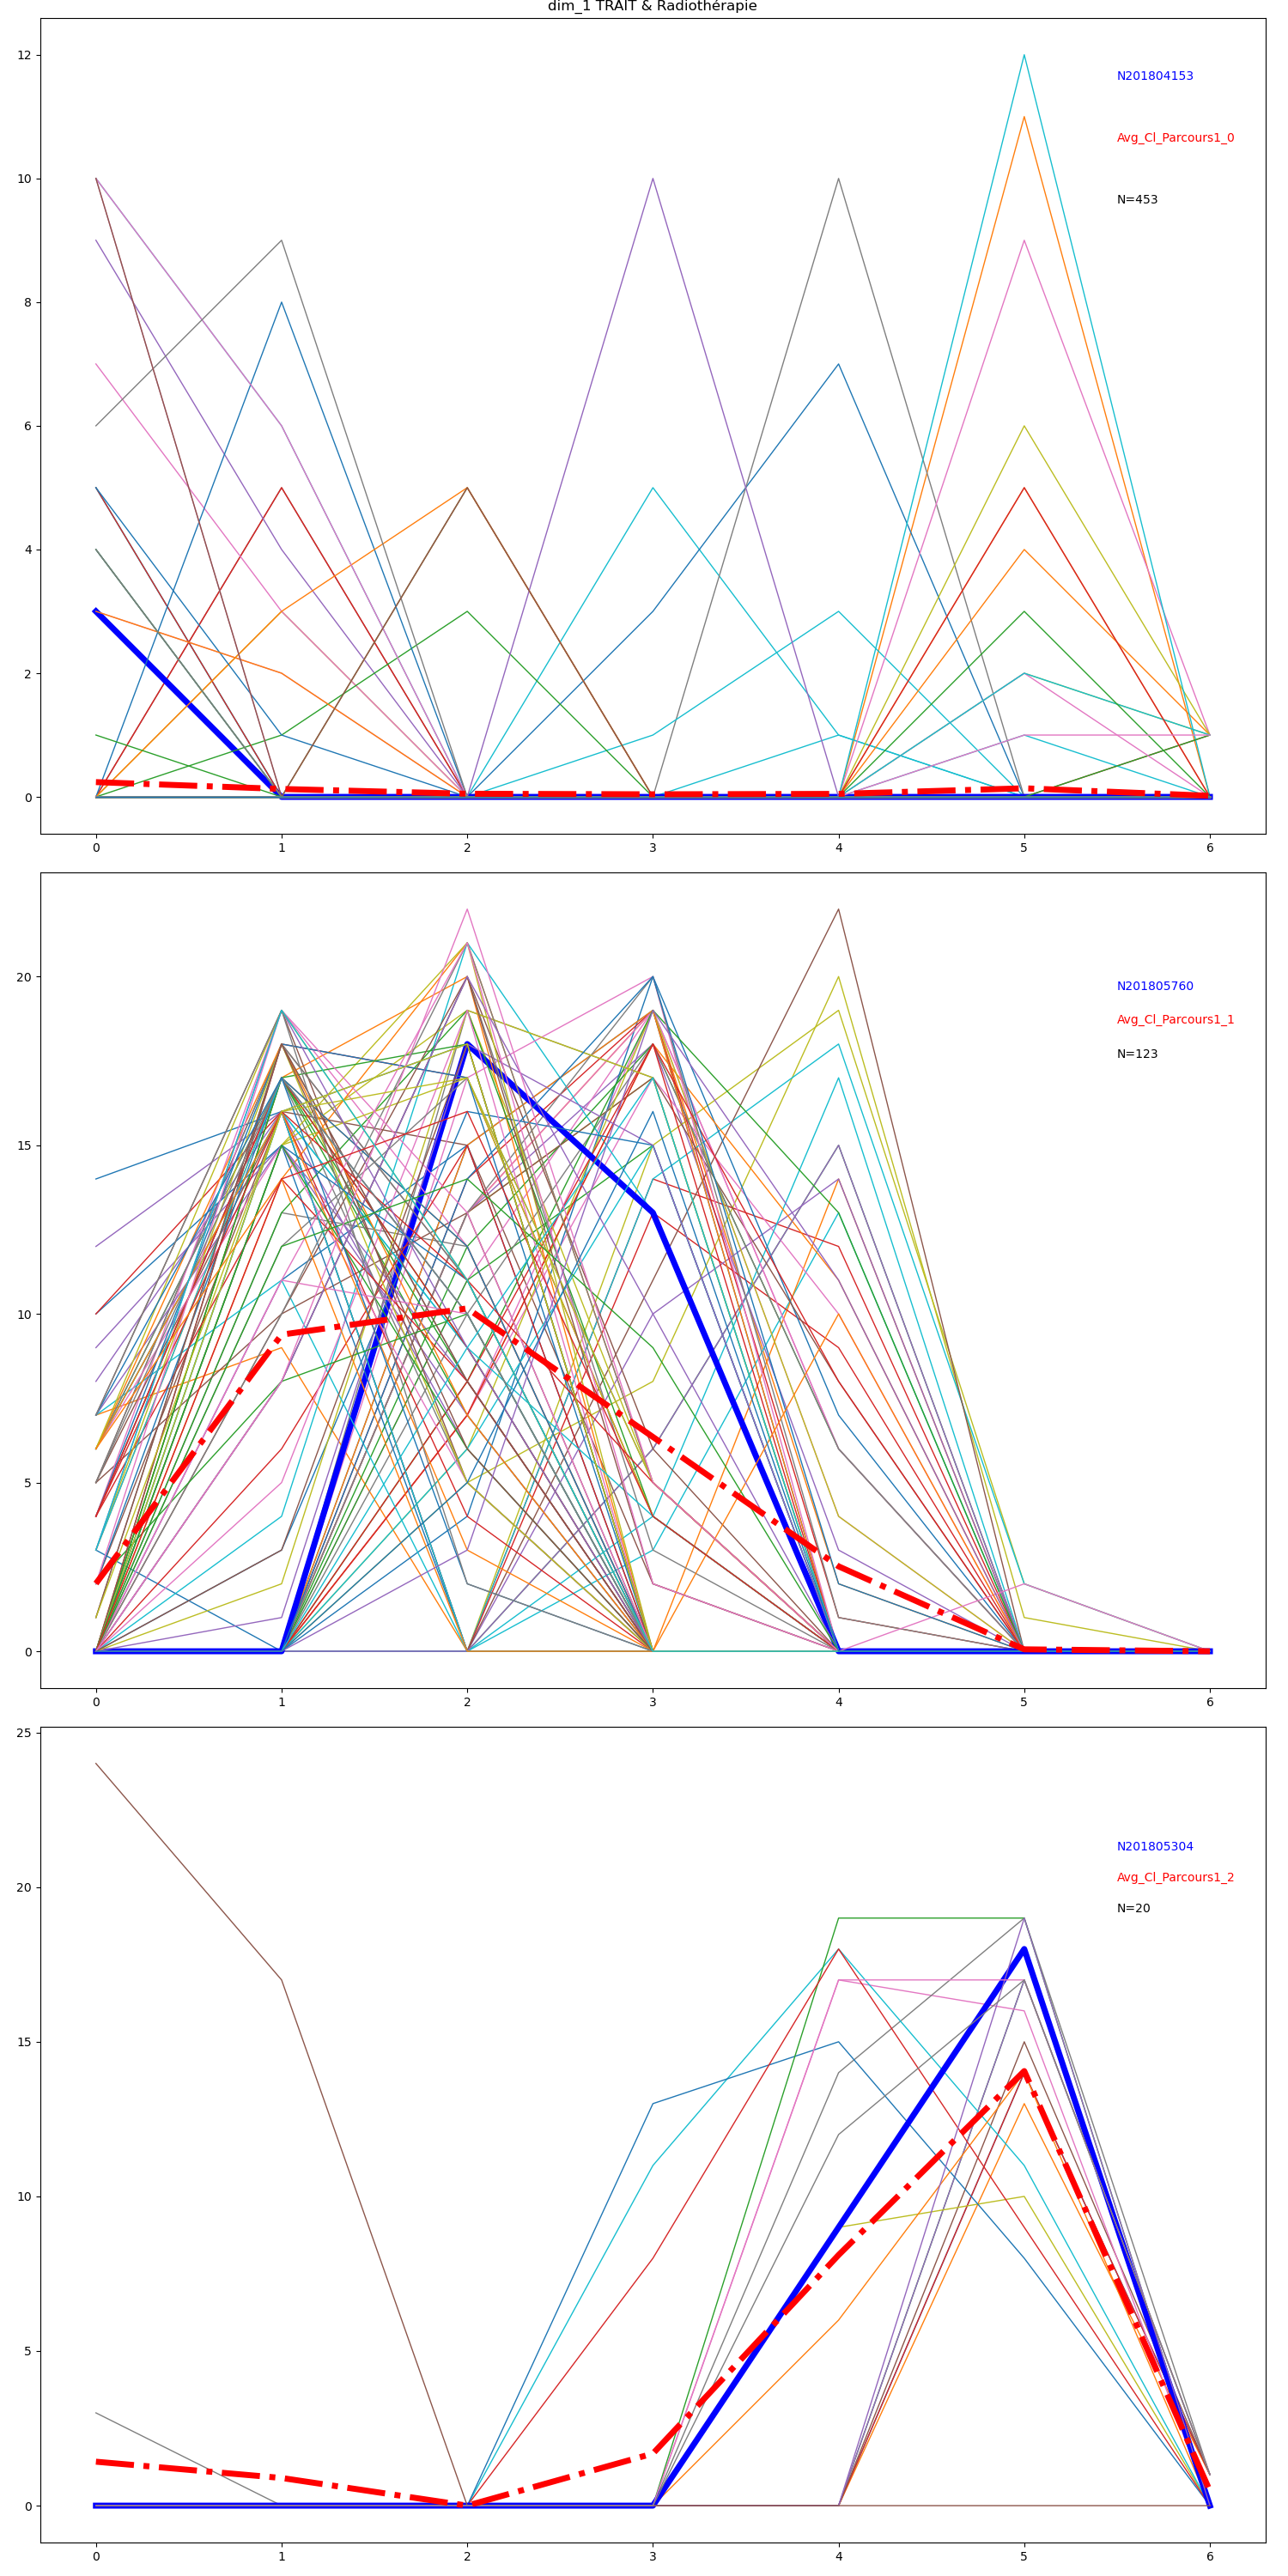 dim_1 TRAIT & Radiothérapie
12
N201804153
Avg_Cl_Parcours1_0
10
N=453
8
6
4
2
0
0 1 2 3 4 5 6
20
N201805760
Avg_Cl_Parcours1_1
N=123
15
10
5
0
0 1 2 3 4 5 6
25
N201805304
20
Avg_Cl_Parcours1_2
N=20
15
10
5
0
0 1 2 3 4 5 6